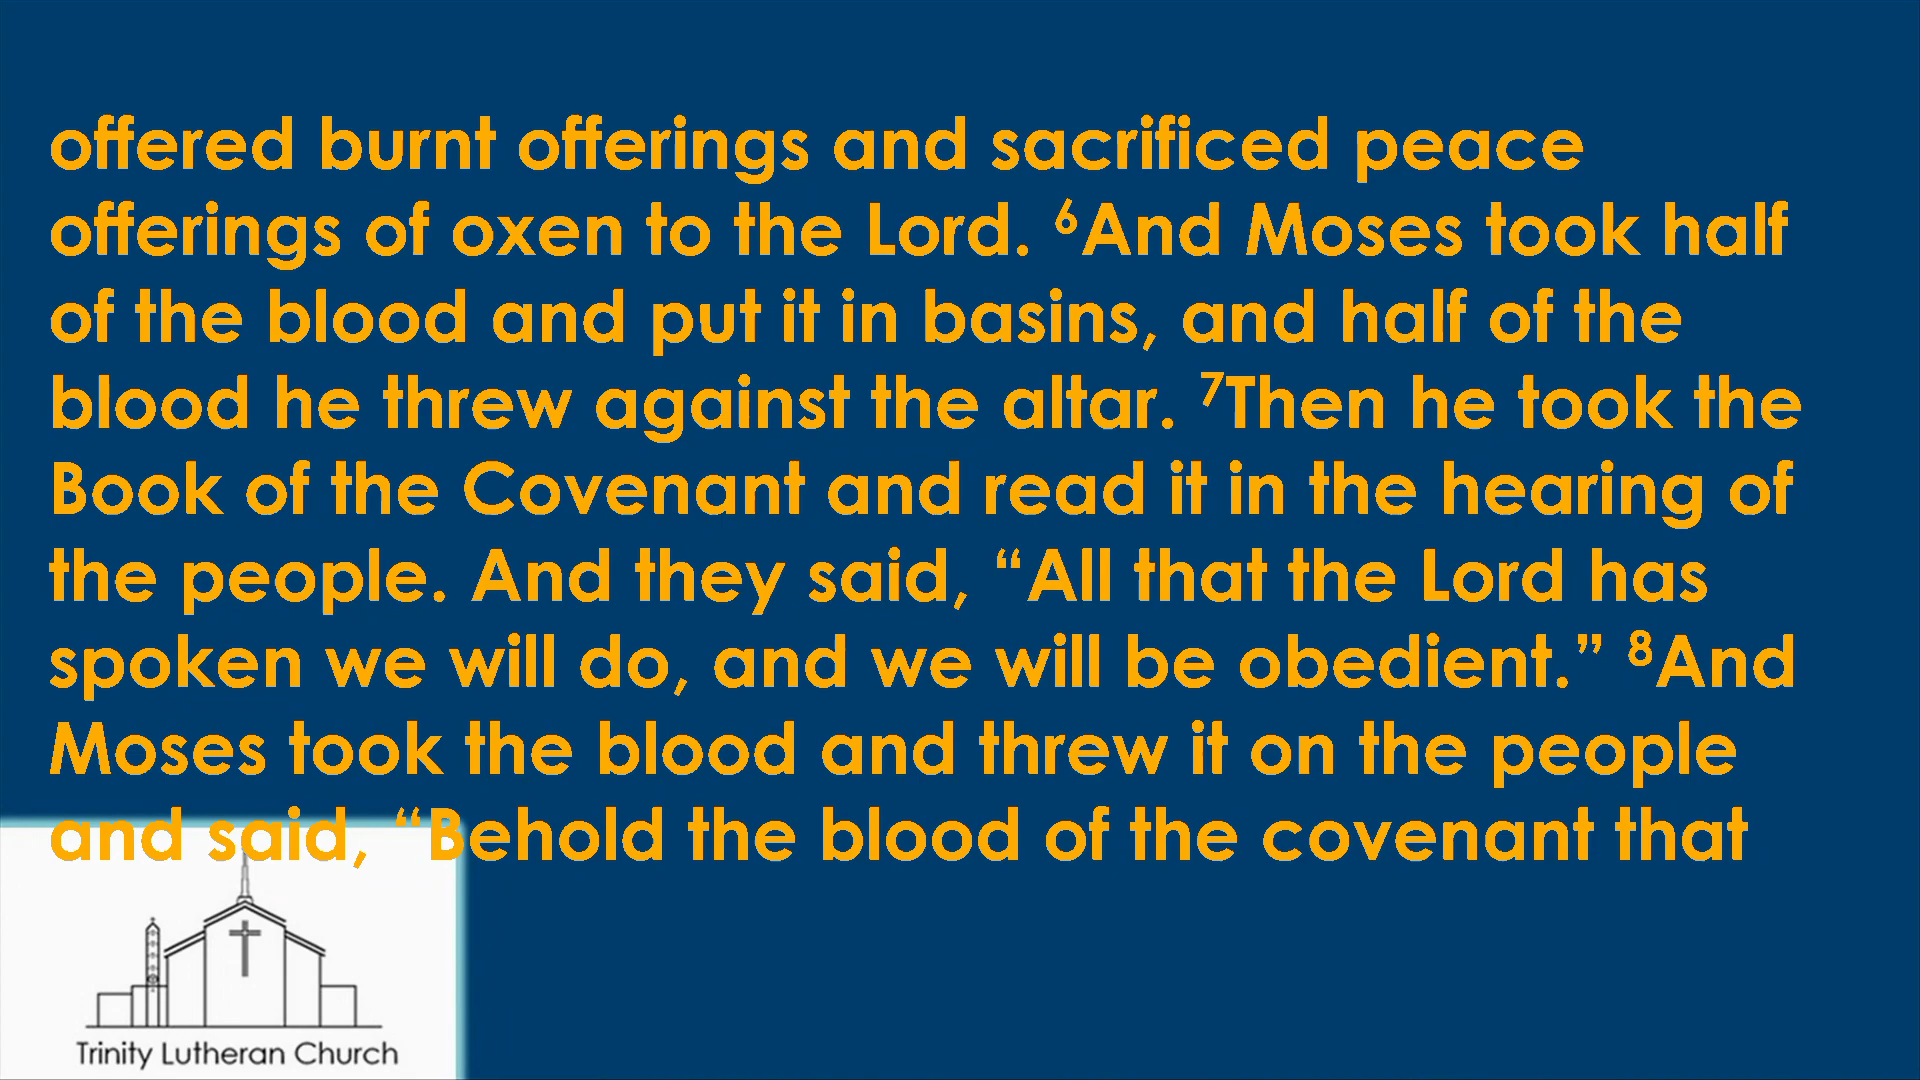 offered burnt offerings and sacrificed peace
offerings of oxen to the Lord. ⁶And Moses took half
of the blood and put it in basins, and half of the
blood he threw against the altar. ⁷Then he took the
Book of the Covenant and read it in the hearing of
the people. And they said, “All that the Lord has
spoken we will do, and we will be obedient.” ⁸And
Moses took the blood and threw it on the people
and said, “Behold the blood of the covenant that
Trinity Lutheran Church